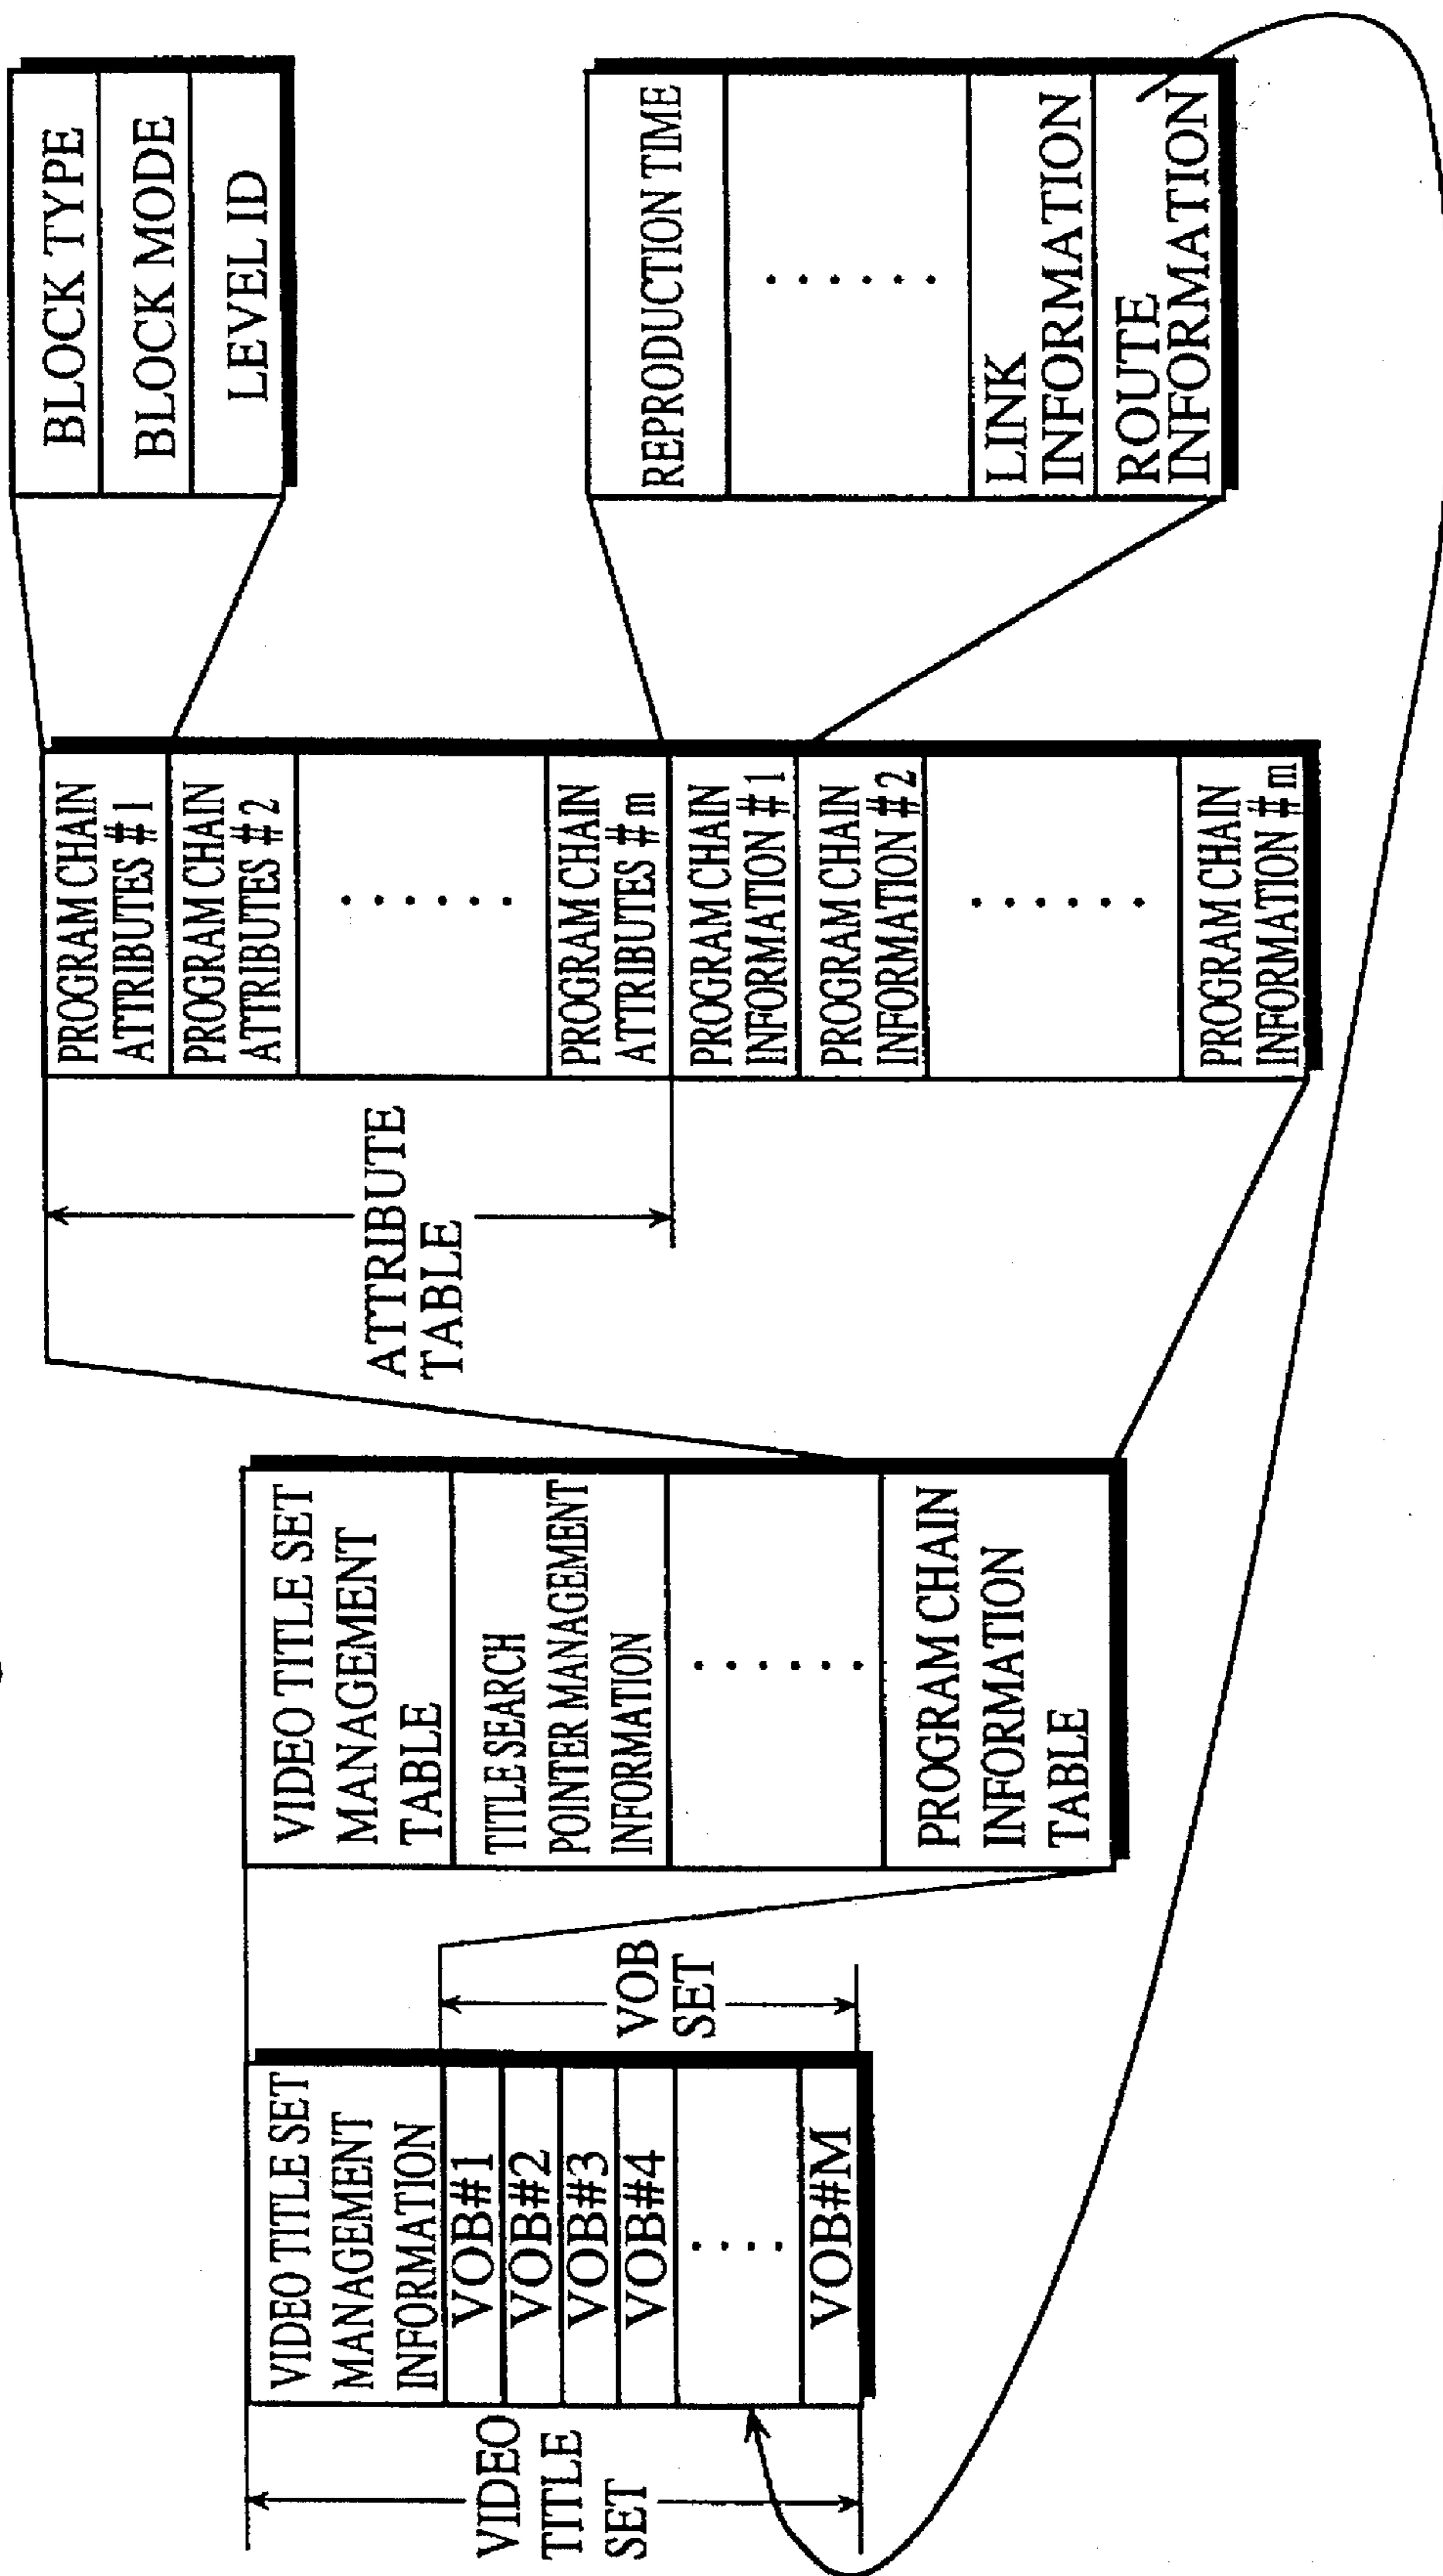 VIDEO
TITLE
SET
VIDEO TITLE SET
MANAGEMENT
INFORMATION
VOB#1
VOB#2
VOB#3
VOB#4
. . . .
VOB#M
VOB
SET
VIDEO TITLE SET
MANAGEMENT
TABLE
TITLE SEARCH
POINTER MANAGEMENT
INFORMATION
. . . . . .
PROGRAM CHAIN
INFORMATION
TABLE
ATTRIBUTE
TABLE
PROGRAM CHAIN
ATTRIBUTES #1
PROGRAM CHAIN
ATTRIBUTES #2
. . . . . .
PROGRAM CHAIN
ATTRIBUTES #m
PROGRAM CHAIN
INFORMATION #1
PROGRAM CHAIN
INFORMATION #2
. . . . . .
PROGRAM CHAIN
INFORMATION #m
BLOCK TYPE
BLOCK MODE
LEVEL ID
REPRODUCTION TIME
. . . . . .
LINK
INFORMATION
ROUTE
INFORMATION